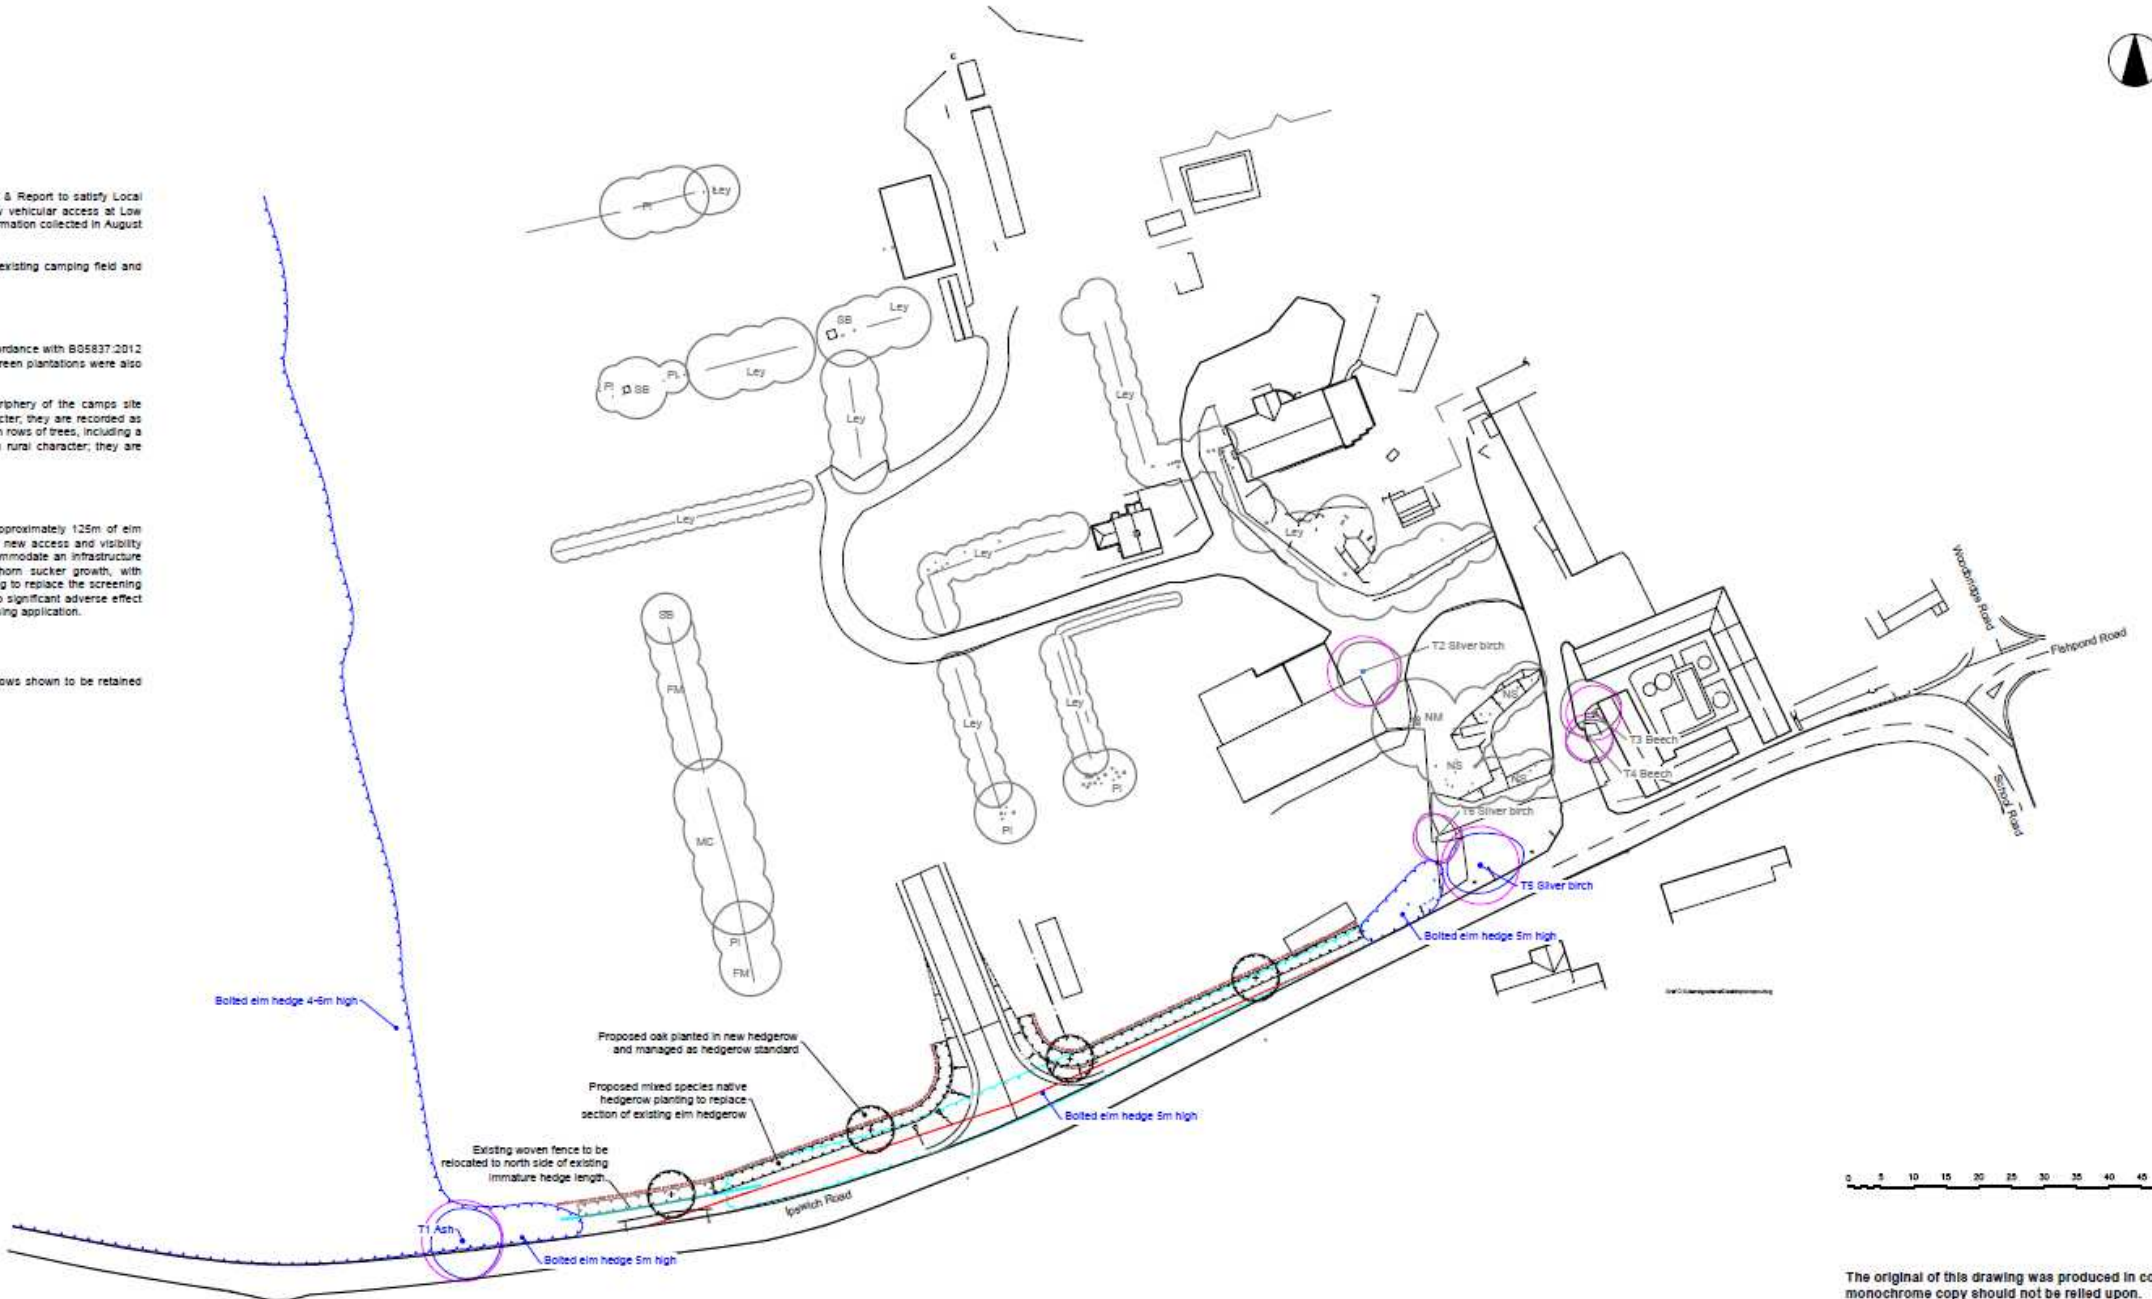 & Report to satisfy Local
vehicular access at Low
mation collected in August
existing camping field and
ordance with BS5837:2012
reen plantations were also
riphery of the camps site
cter; they are recorded as
n rows of trees, including a
rural character; they are
pproximately 125m of elm
new access and visibility
mmodate an infrastructure
horn sucker growth, with
g to replace the screening
o significant adverse effect
ing application.
ows shown to be retained
Pl
Ley
SB
Ley
Pl
SB
PL
Ley
Ley
Ley
Ley
Ley
Ley
SB
FM
MC
Pl
FM
Ley
Pl
Ley
Pl
T2 Silver birch
NM
NS
NS
NS
T3 Beech
T4 Beech
T6 Silver birch
T5 Silver birch
Bolted elm hedge 5m high
Woodbridge Road
Fishpond Road
School Road
Bolted elm hedge 4-6m high
Proposed oak planted in new hedgerow
and managed as hedgerow standard
Proposed mixed species native
hedgerow planting to replace
section of existing elm hedgerow
Existing woven fence to be
relocated to north side of existing
immature hedge length
Bolted elm hedge 5m high
Ipswich Road
T1 Ash
Bolted elm hedge 5m high
0 5 10 15 20 25 30 35 40 45
The original of this drawing was produced in co
monochrome copy should not be relied upon.